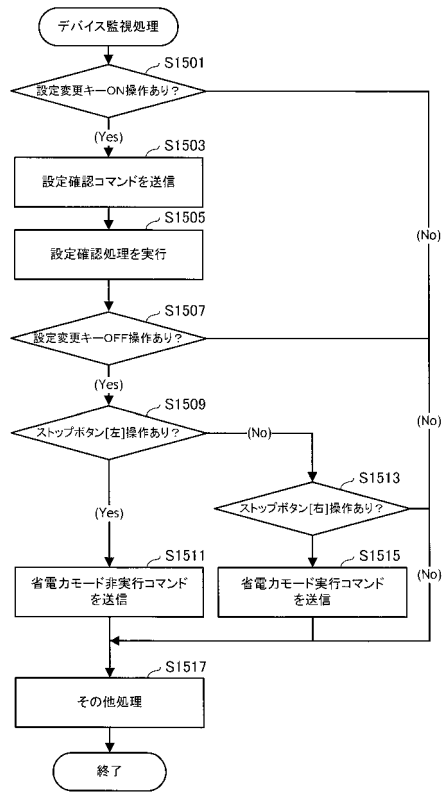 デバイス監視処理
S1501
設定変更キーON操作あり?
(Yes)
S1503
設定確認コマンドを送信
S1505
(No)
設定確認処理を実行
S1507
設定変更キーOFF操作あり?
(Yes)
S1509
(No)
ストップボタン[左]操作あり?
(No)
S1513
ストップボタン[右]操作あり?
(Yes)
S1511
S1515
(No)
省電力モード非実行コマンド
を送信
省電力モード実行コマンド
を送信
S1517
その他処理
終了